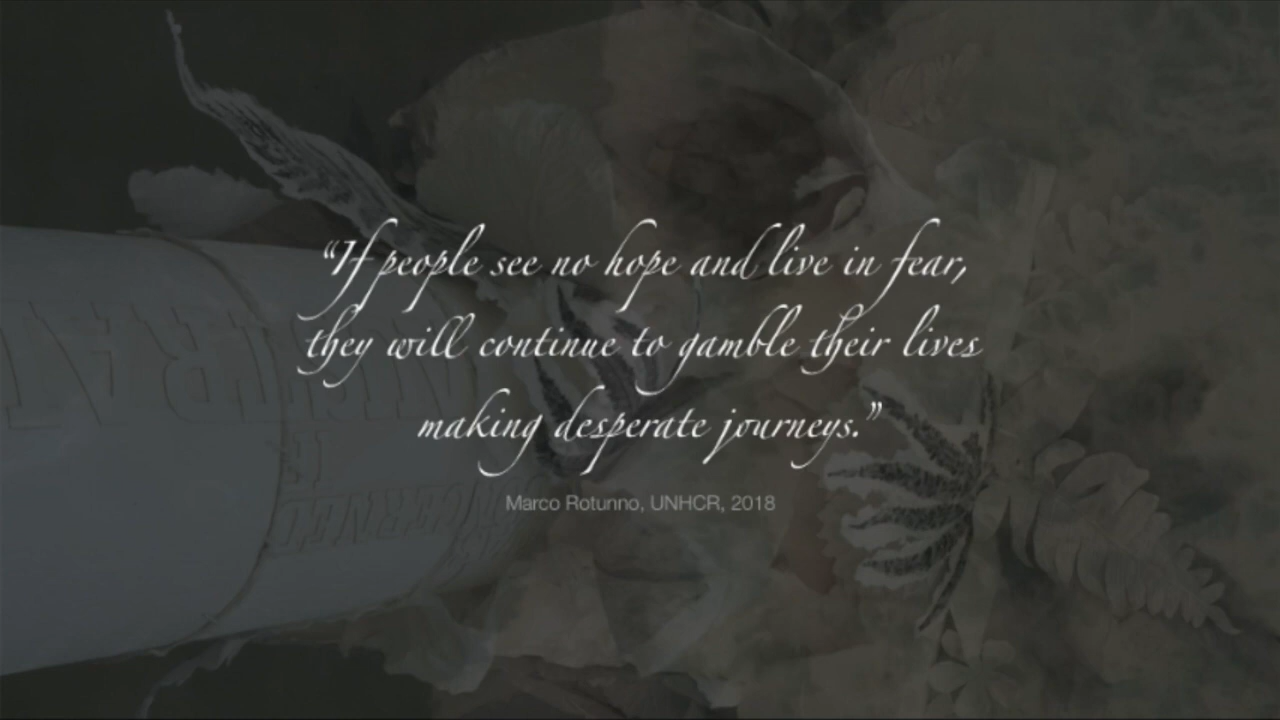 “If people see no hope and live in fear,
they will continue to gamble their lives
making desperate journeys.”
Marco Rotunno, UNHCR, 2018